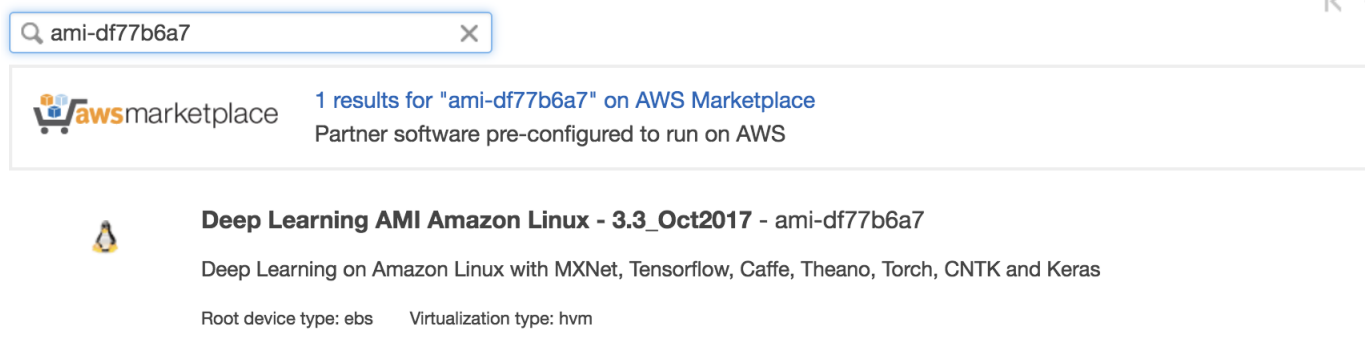 ami-df77b6a7
awsmarketplace
1 results for "ami-df77b6a7" on AWS Marketplace
Partner software pre-configured to run on AWS
Deep Learning AMI Amazon Linux - 3.3_Oct2017 - ami-df77b6a7
Deep Learning on Amazon Linux with MXNet, Tensorflow, Caffe, Theano, Torch, CNTK and Keras
Root device type: ebs Virtualization type: hvm